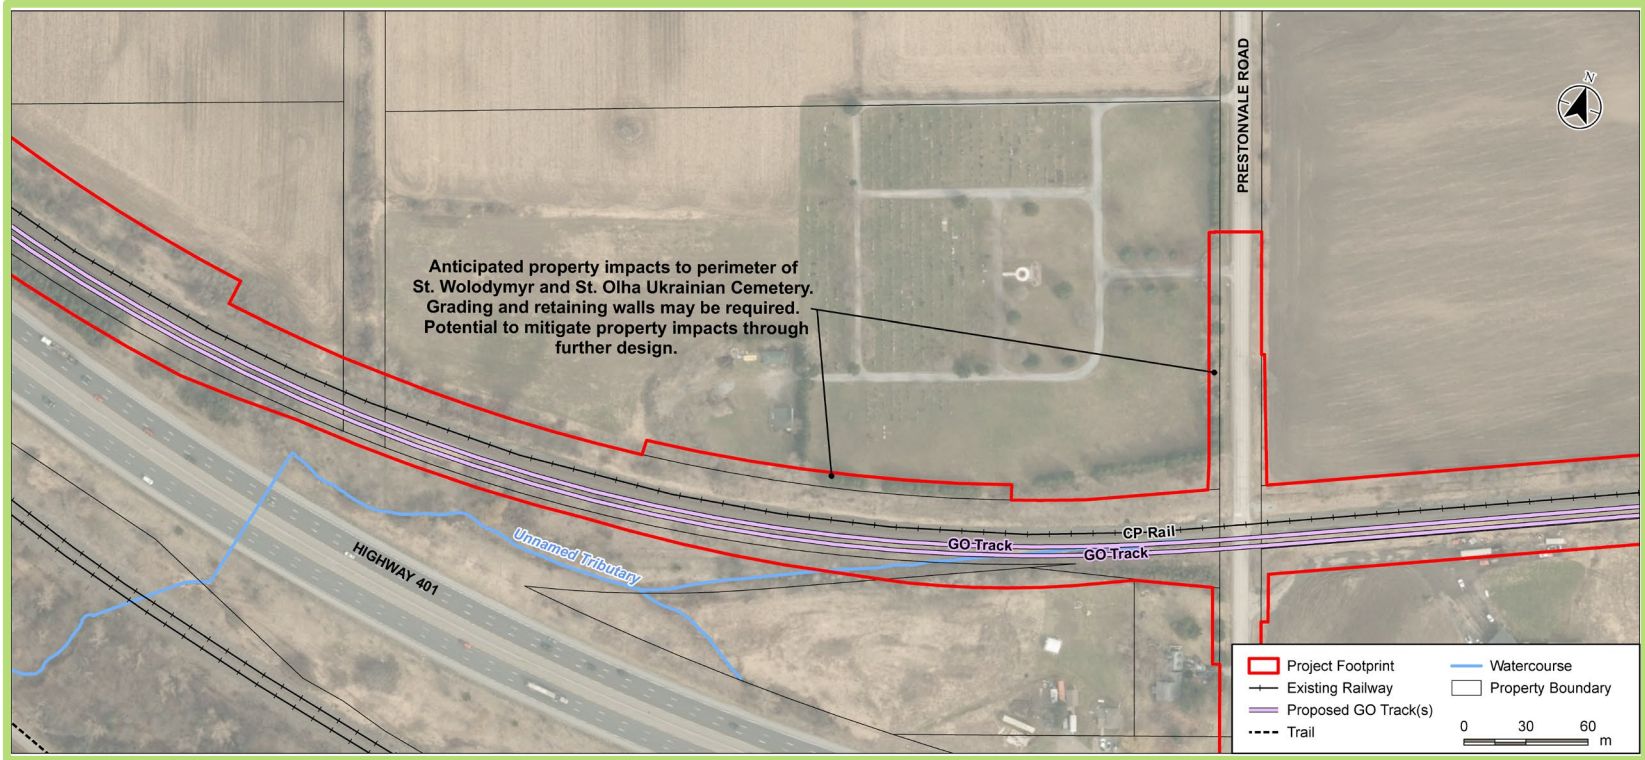 PRESTONVALE ROAD
N
Anticipated property impacts to perimeter of
St. Wolodymyr and St. Olha Ukrainian Cemetery.
Grading and retaining walls may be required.
Potential to mitigate property impacts through
further design.
CP Rail
GO Track
GO Track
Unnamed Tributary
HIGHWAY 401
Project Footprint
Existing Railway
Proposed GO Track(s)
Trail
Watercourse
Property Boundary
0 30 60
m